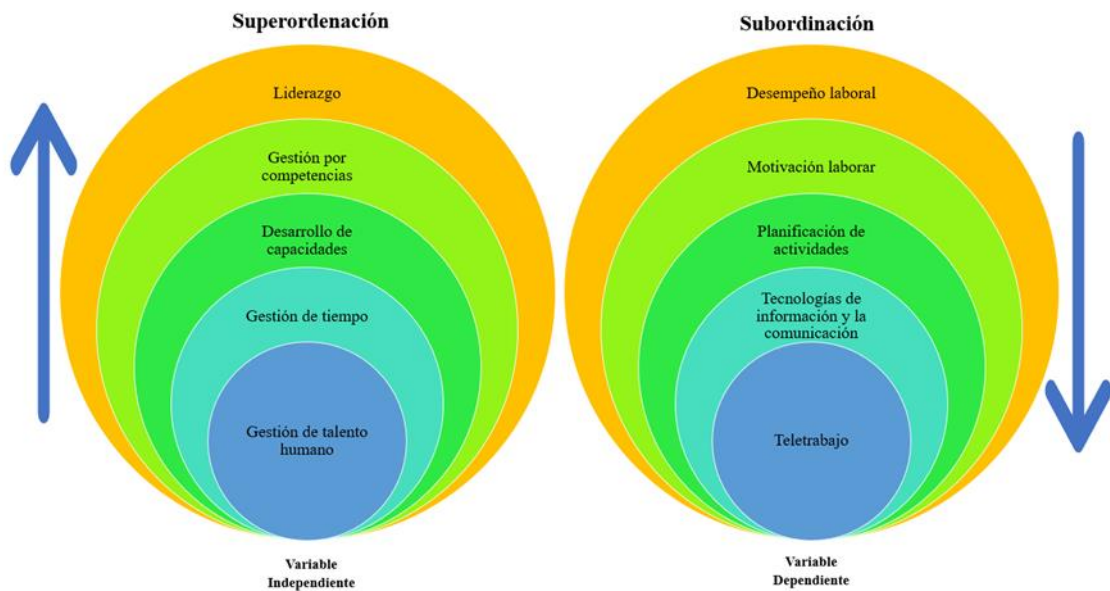 Superordenación
Liderazgo
Gestión por
competencias
Desarrollo de
capacidades
Gestión de tiempo
Gestión de talento
humano
Variable
Independiente
Subordinación
Desempeño laboral
Motivación laborar
Planificación de
actividades
Tecnologías de
información y la
comunicación
Teletrabajo
Variable
Dependiente